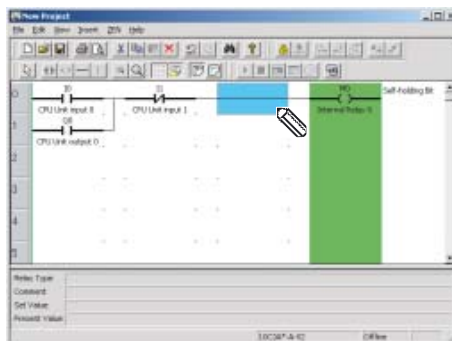 New Project
File Edit View Insert ZEN Help
0
I0
I1
M0
Self-holding Bit
CPU Unit input 0
CPU Unit input 1
Internal Relay 0
1
Q0
CPU Unit output 0
2
3
4
5
Relay Type
Comment
Set Value
Present Value
Offline